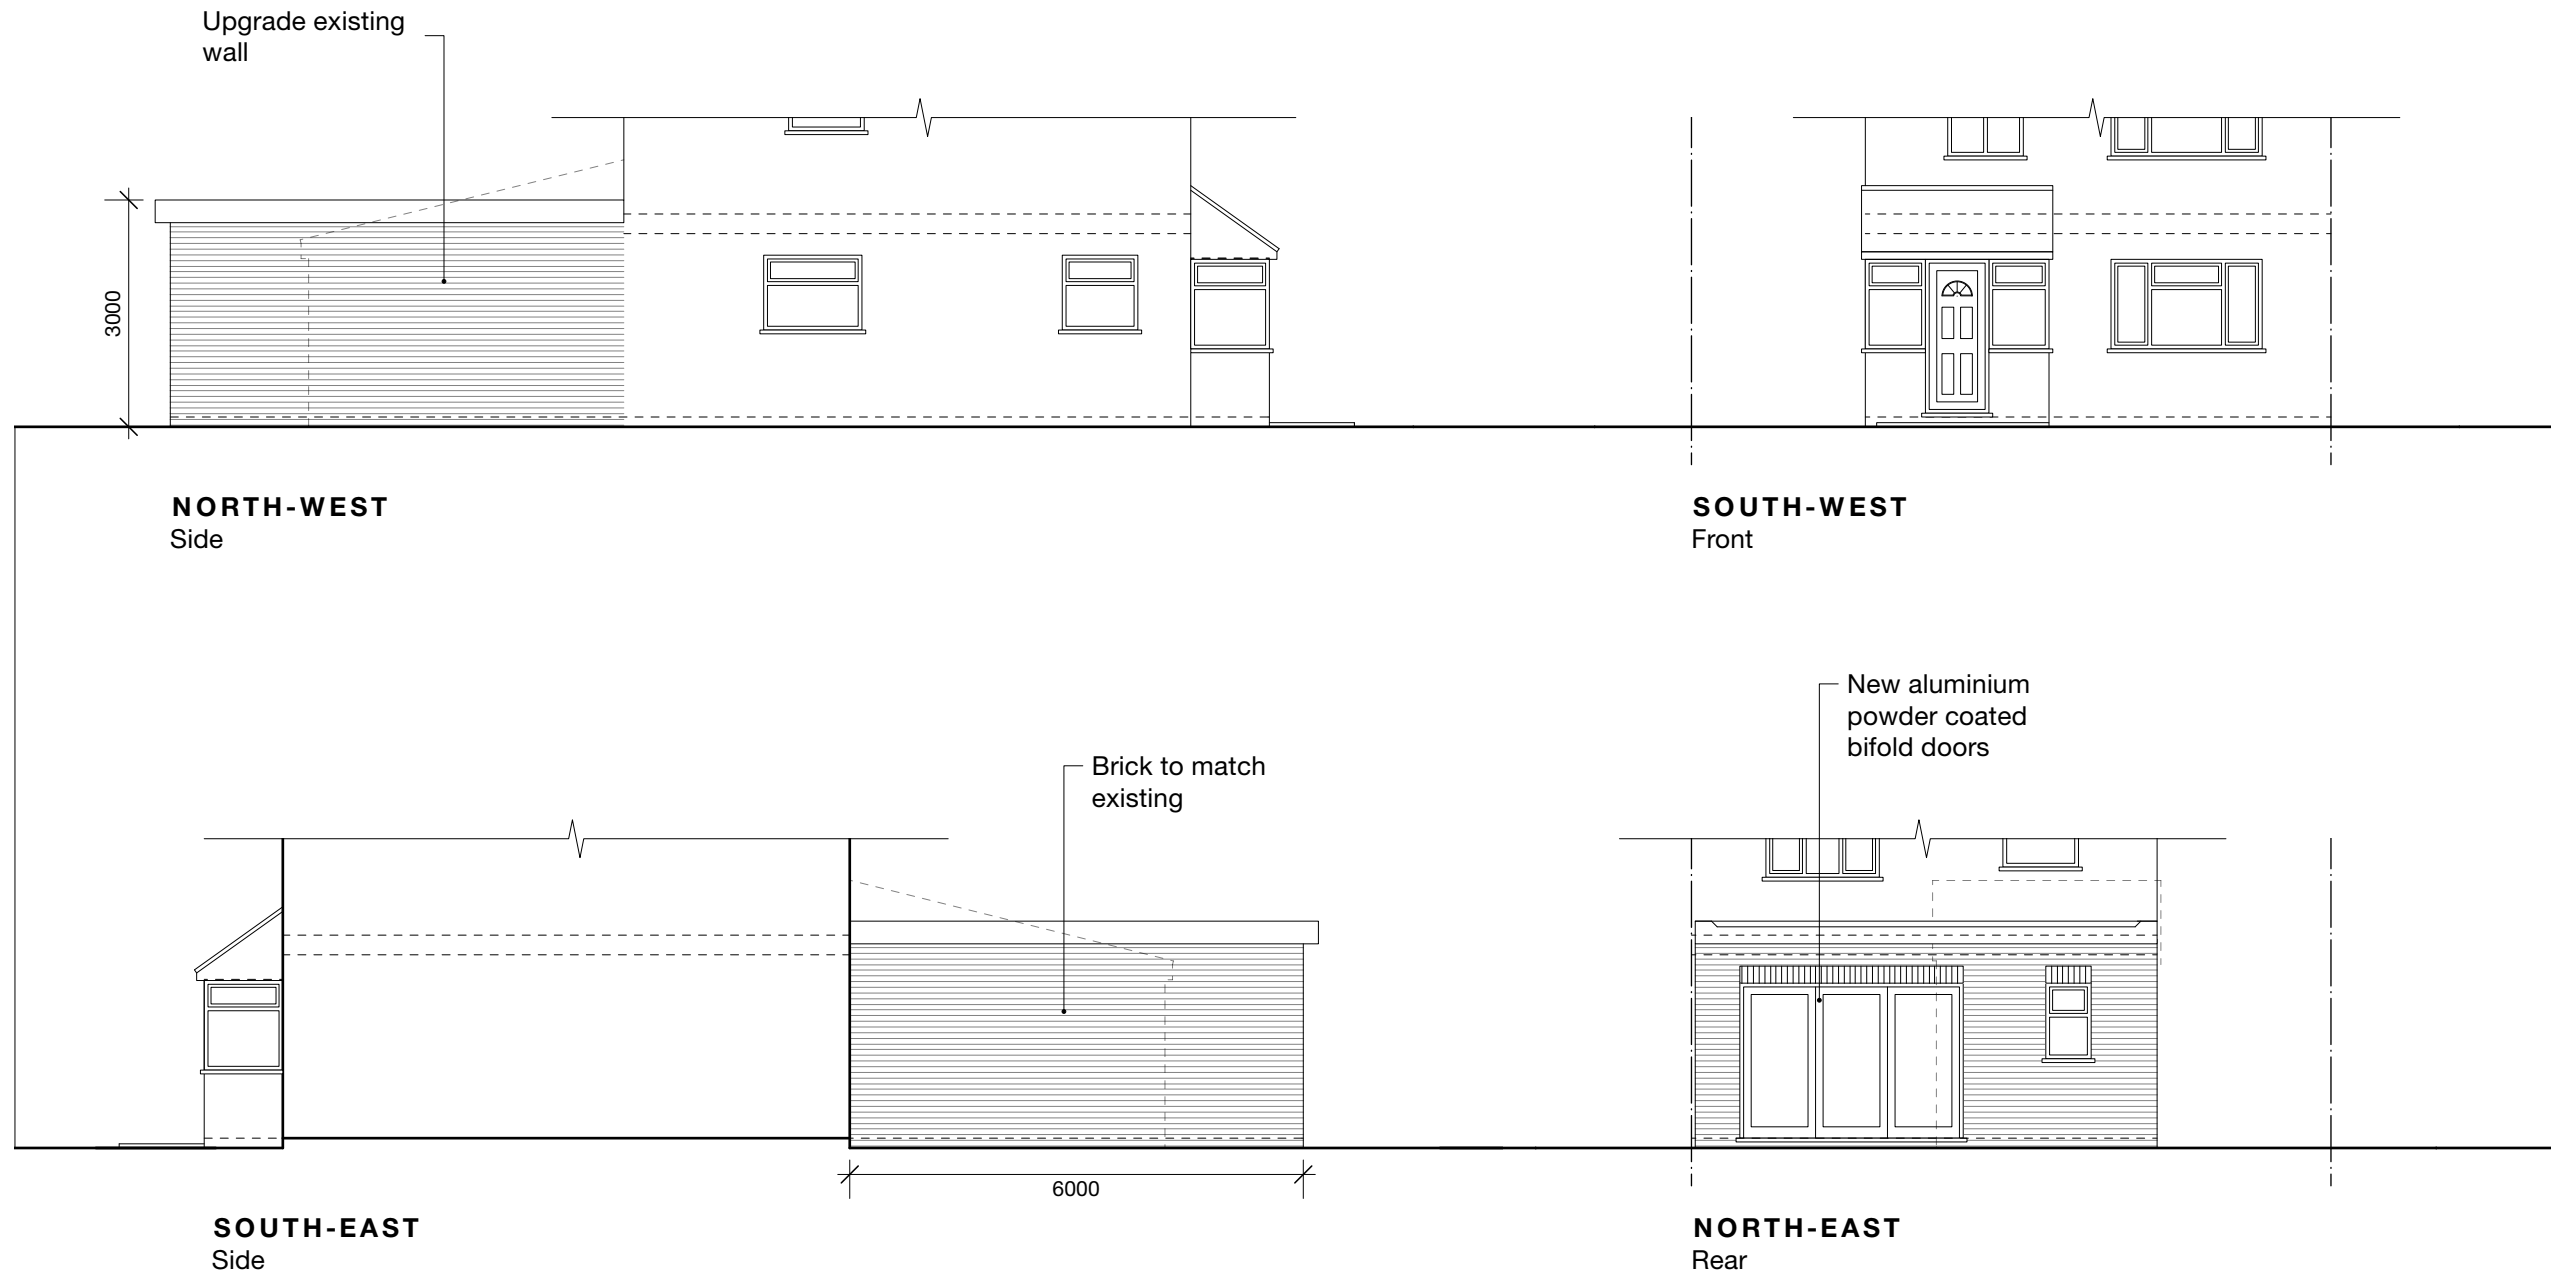 Upgrade existing
wall
3000
NORTH-WEST
Side
SOUTH-WEST
Front
New aluminium
powder coated
bifold doors
Brick to match
existing
6000
SOUTH-EAST
Side
NORTH-EAST
Rear